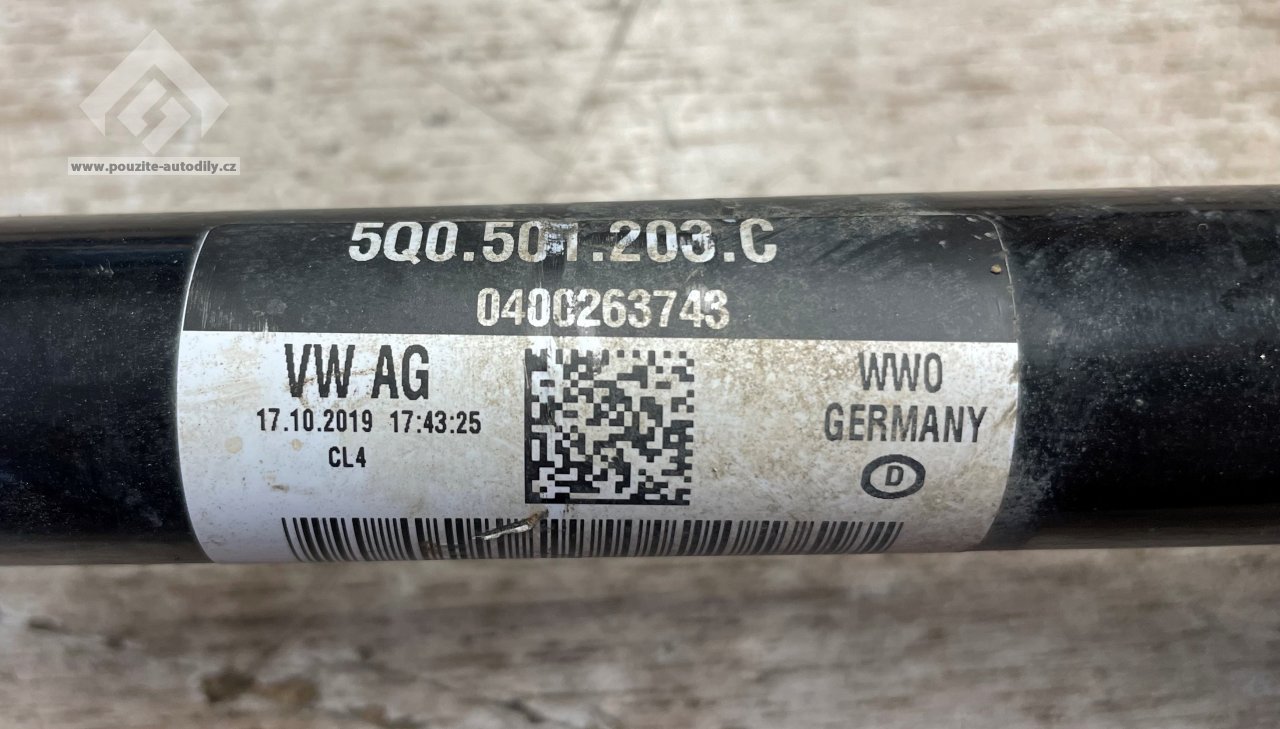 www.pouzite-autodily.cz
5Q0.501.203.C
0400263743
VW AG
17.10.2019 17:43:25
CL4
WWO
GERMANY
D